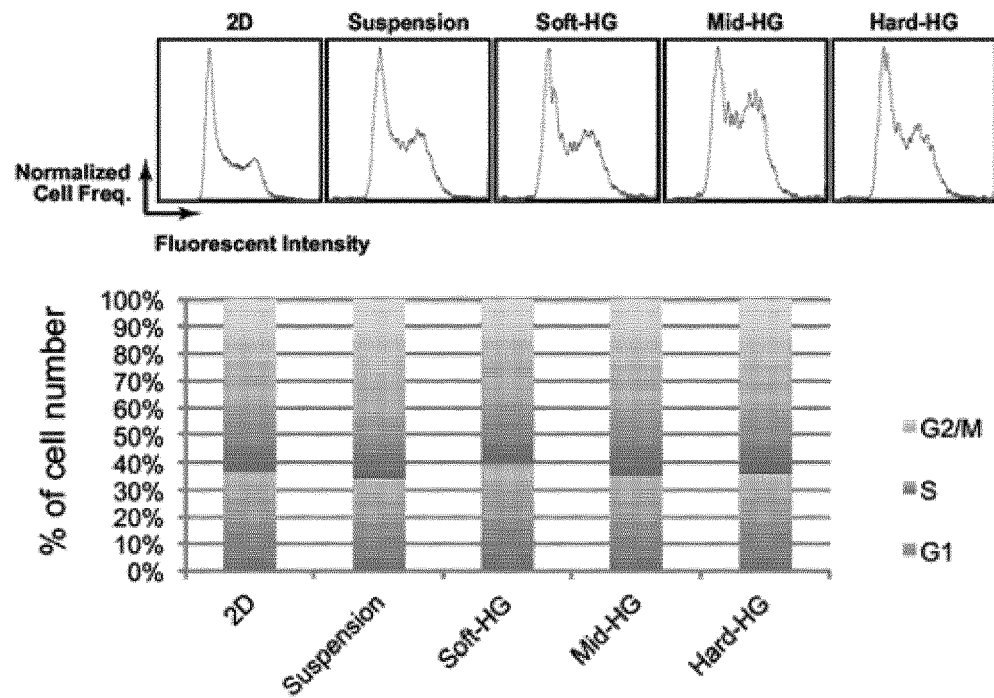 2D Suspension Soft-HG Mid-HG Hard-HG
Normalized
Cell Freq.
Fluorescent Intensity
% of cell number
100%
90%
80%
70%
60%
50%
40%
30%
20%
10%
0%
G2/M
S
G1
2D Suspension Soft-HG Mid-HG Hard-HG